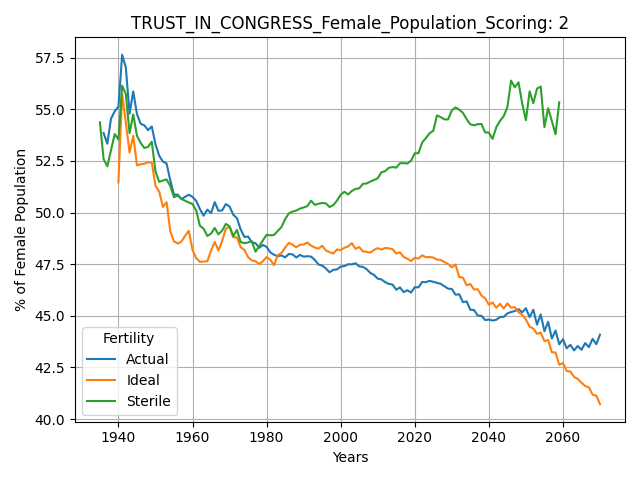 TRUST_IN_CONGRESS_Female_Population_Scoring: 2
% of Female Population
57.5
55.0
52.5
50.0
47.5
45.0
42.5
40.0
Fertility
Actual
Ideal
Sterile
1940 1960 1980 2000 2020 2040 2060
Years